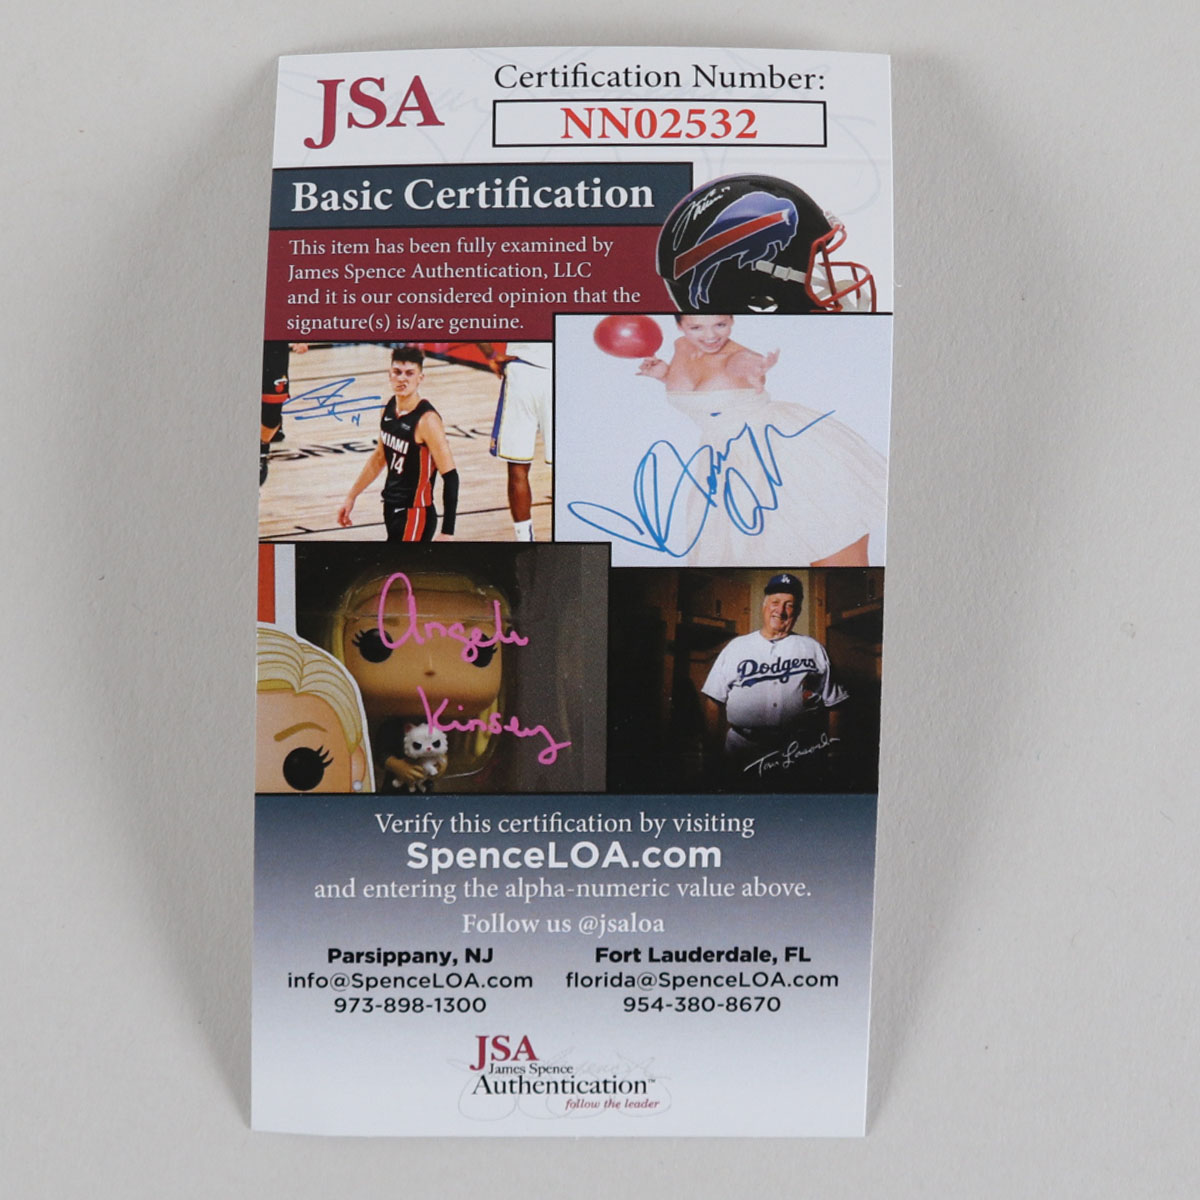 JSA
Certification Number:
NN02532
Basic Certification
This item has been fully examined by
James Spence Authentication, LLC
and it is our considered opinion that the
signature(s) is/are genuine.
MIAMI
14
Angela
Kinsey
Dodgers
Tom Lasorda
Verify this certification by visiting
SpenceLOA.com
and entering the alpha-numeric value above.
Follow us @jsaloa
Parsippany, NJ
info@SpenceLOA.com
973-898-1300
Fort Lauderdale, FL
florida@SpenceLOA.com
954-380-8670
JSA
James Spence
Authentication™
follow the leader